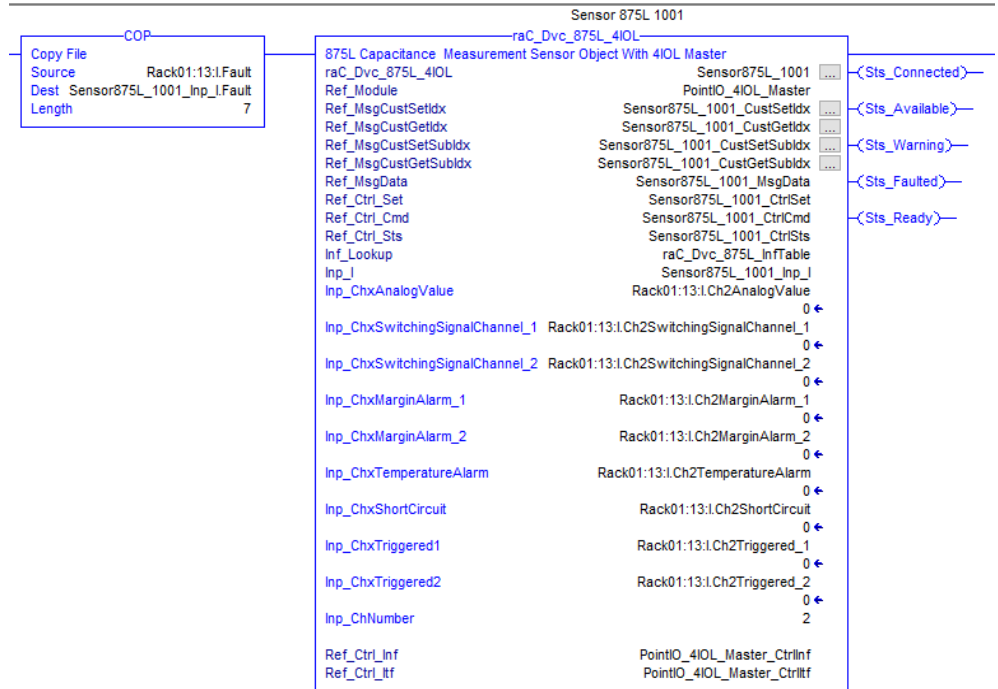 Sensor 875L 1001
COP
Copy File
Source Rack01:13:I.Fault
Dest Sensor875L_1001_Inp_I.Fault
Length 7
raC_Dvc_875L_4IOL
875L Capacitance Measurement Sensor Object With 4IOL Master
raC_Dvc_875L_4IOL Sensor875L_1001 ...
Ref_Module PointIO_4IOL_Master
Ref_MsgCustSetIdx Sensor875L_1001_CustSetIdx ...
Ref_MsgCustGetIdx Sensor875L_1001_CustGetIdx ...
Ref_MsgCustSetSubIdx Sensor875L_1001_CustSetSubIdx ...
Ref_MsgCustGetSubIdx Sensor875L_1001_CustGetSubIdx ...
Ref_MsgData Sensor875L_1001_MsgData
Ref_Ctrl_Set Sensor875L_1001_CtrlSet
Ref_Ctrl_Cmd Sensor875L_1001_CtrlCmd
Ref_Ctrl_Sts Sensor875L_1001_CtrlSts
Inf_Lookup raC_Dvc_875L_InfTable
Inp_I Sensor875L_1001_Inp_I
Inp_ChxAnalogValue Rack01:13:I.Ch2AnalogValue
0
Inp_ChxSwitchingSignalChannel_1 Rack01:13:I.Ch2SwitchingSignalChannel_1
0
Inp_ChxSwitchingSignalChannel_2 Rack01:13:I.Ch2SwitchingSignalChannel_2
0
Inp_ChxMarginAlarm_1 Rack01:13:I.Ch2MarginAlarm_1
0
Inp_ChxMarginAlarm_2 Rack01:13:I.Ch2MarginAlarm_2
0
Inp_ChxTemperatureAlarm Rack01:13:I.Ch2TemperatureAlarm
0
Inp_ChxShortCircuit Rack01:13:I.Ch2ShortCircuit
0
Inp_ChxTriggered1 Rack01:13:I.Ch2Triggered_1
0
Inp_ChxTriggered2 Rack01:13:I.Ch2Triggered_2
0
Inp_ChNumber 2
Ref_Ctrl_Inf PointIO_4IOL_Master_CtrlInf
Ref_Ctrl_Itf PointIO_4IOL_Master_CtrlItf
(Sts_Connected)
(Sts_Available)
(Sts_Warning)
(Sts_Faulted)
(Sts_Ready)